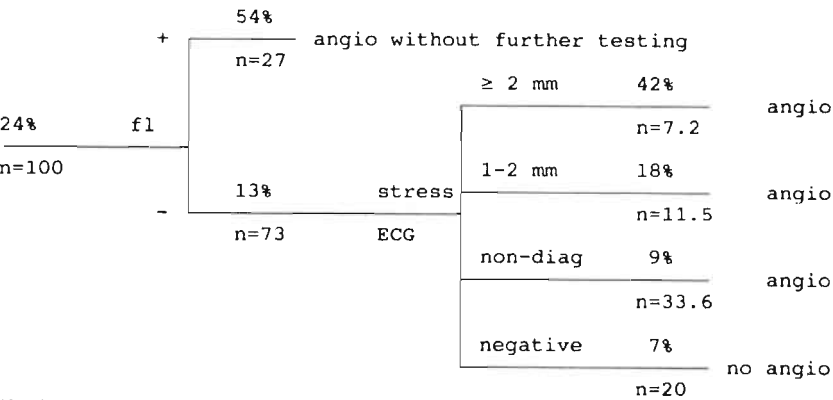 54%
+ angio without further testing
n=27
≥ 2 mm 42%
24% fl angio
n=100 n=7.2
1-2 mm 18%
13% stress angio
- n=11.5
n=73 ECG
non-diag 9%
angio
n=33.6
negative 7%
no angio
n=20